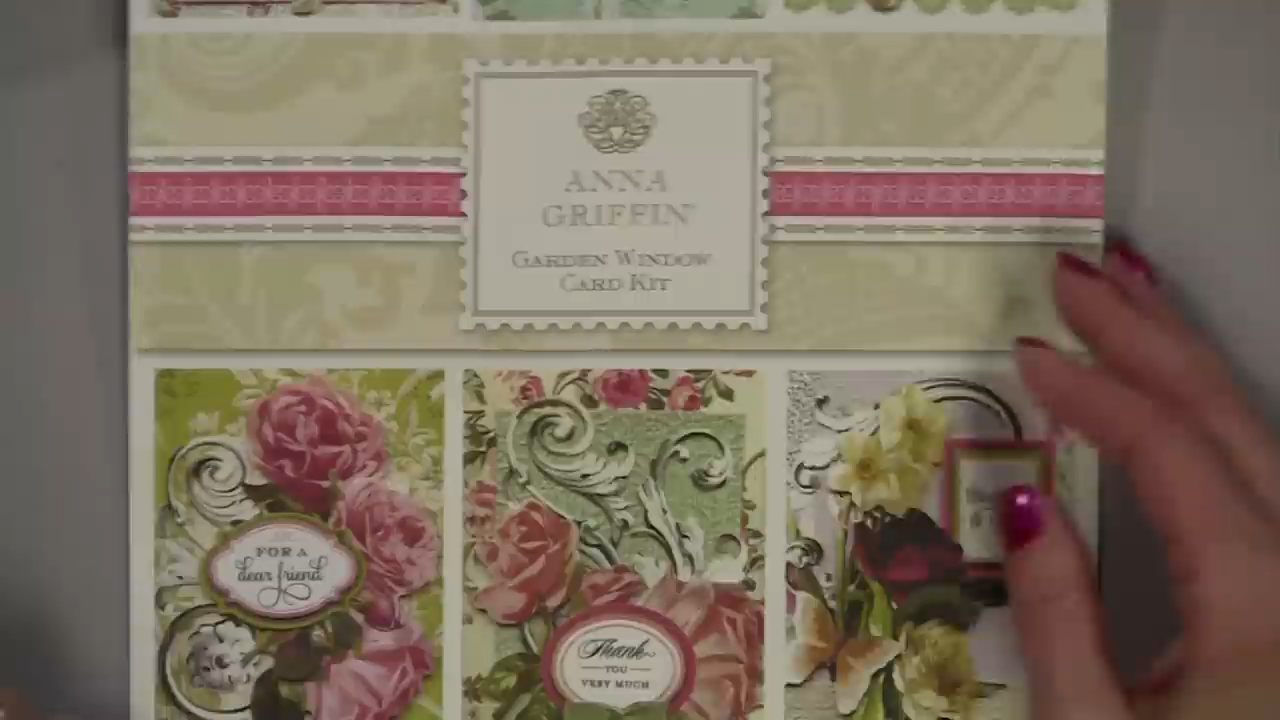 ANNA
GRIFFIN
GARDEN WINDOW
CARD KIT
FOR A
dear friend
Thank
YOU
VERY MUCH